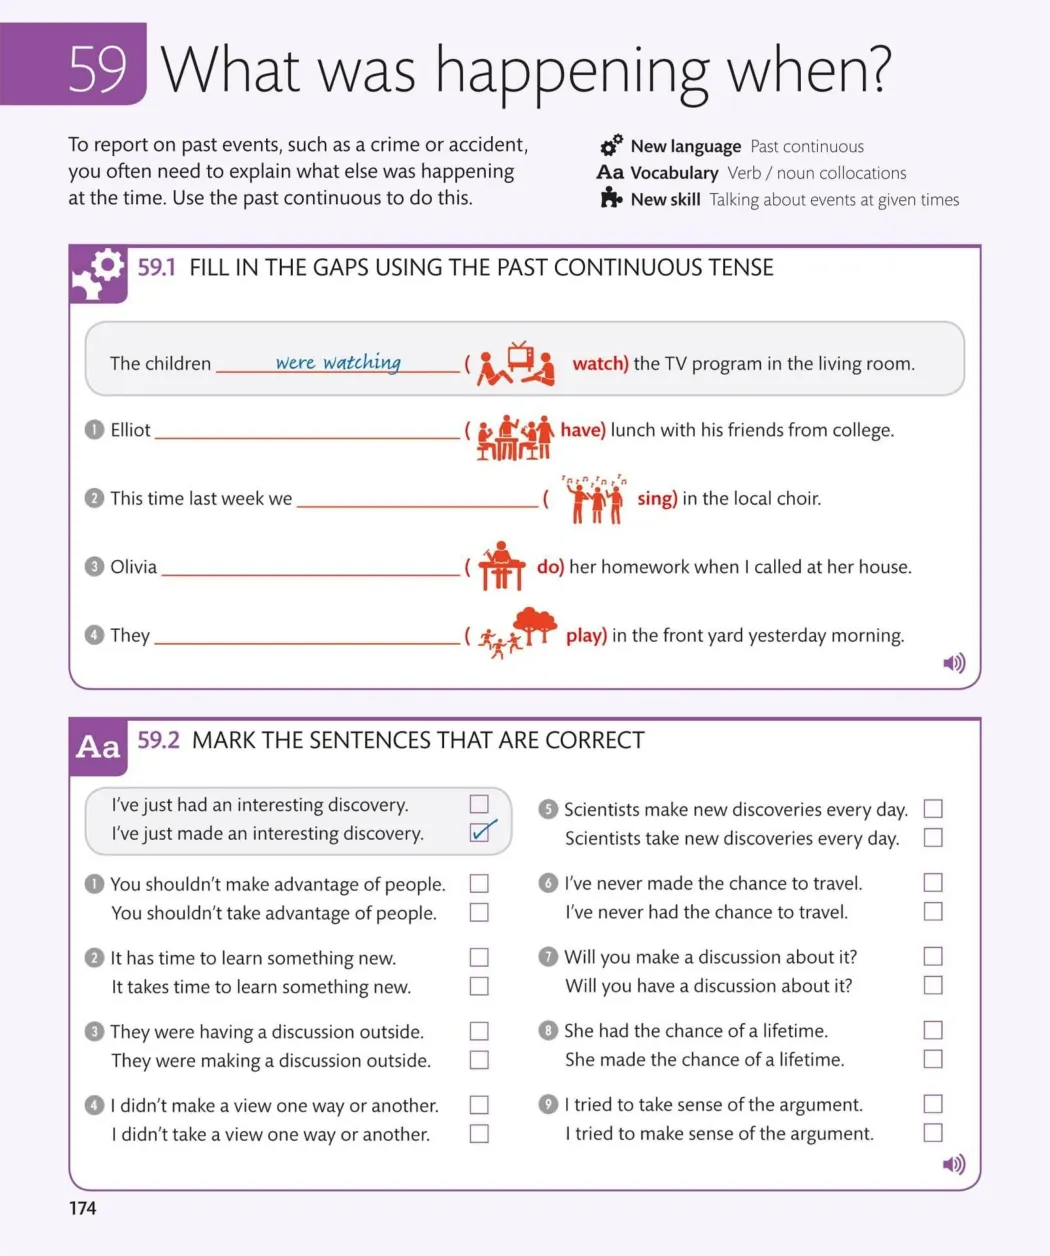 59 What was happening when?
To report on past events, such as a crime or accident,
you often need to explain what else was happening
at the time. Use the past continuous to do this.
New language Past continuous
Aa Vocabulary Verb / noun collocations
New skill Talking about events at given times
59.1 FILL IN THE GAPS USING THE PAST CONTINUOUS TENSE
The children were watching ( watch) the TV program in the living room.
1 Elliot ( have) lunch with his friends from college.
2 This time last week we ( sing) in the local choir.
3 Olivia ( do) her homework when I called at her house.
4 They ( play) in the front yard yesterday morning.
Aa 59.2 MARK THE SENTENCES THAT ARE CORRECT
I've just had an interesting discovery.
I've just made an interesting discovery.
1 You shouldn't make advantage of people.
You shouldn't take advantage of people.
2 It has time to learn something new.
It takes time to learn something new.
3 They were having a discussion outside.
They were making a discussion outside.
4 I didn't make a view one way or another.
I didn't take a view one way or another.
5 Scientists make new discoveries every day.
Scientists take new discoveries every day.
6 I've never made the chance to travel.
I've never had the chance to travel.
7 Will you make a discussion about it?
Will you have a discussion about it?
8 She had the chance of a lifetime.
She made the chance of a lifetime.
9 I tried to take sense of the argument.
I tried to make sense of the argument.
174